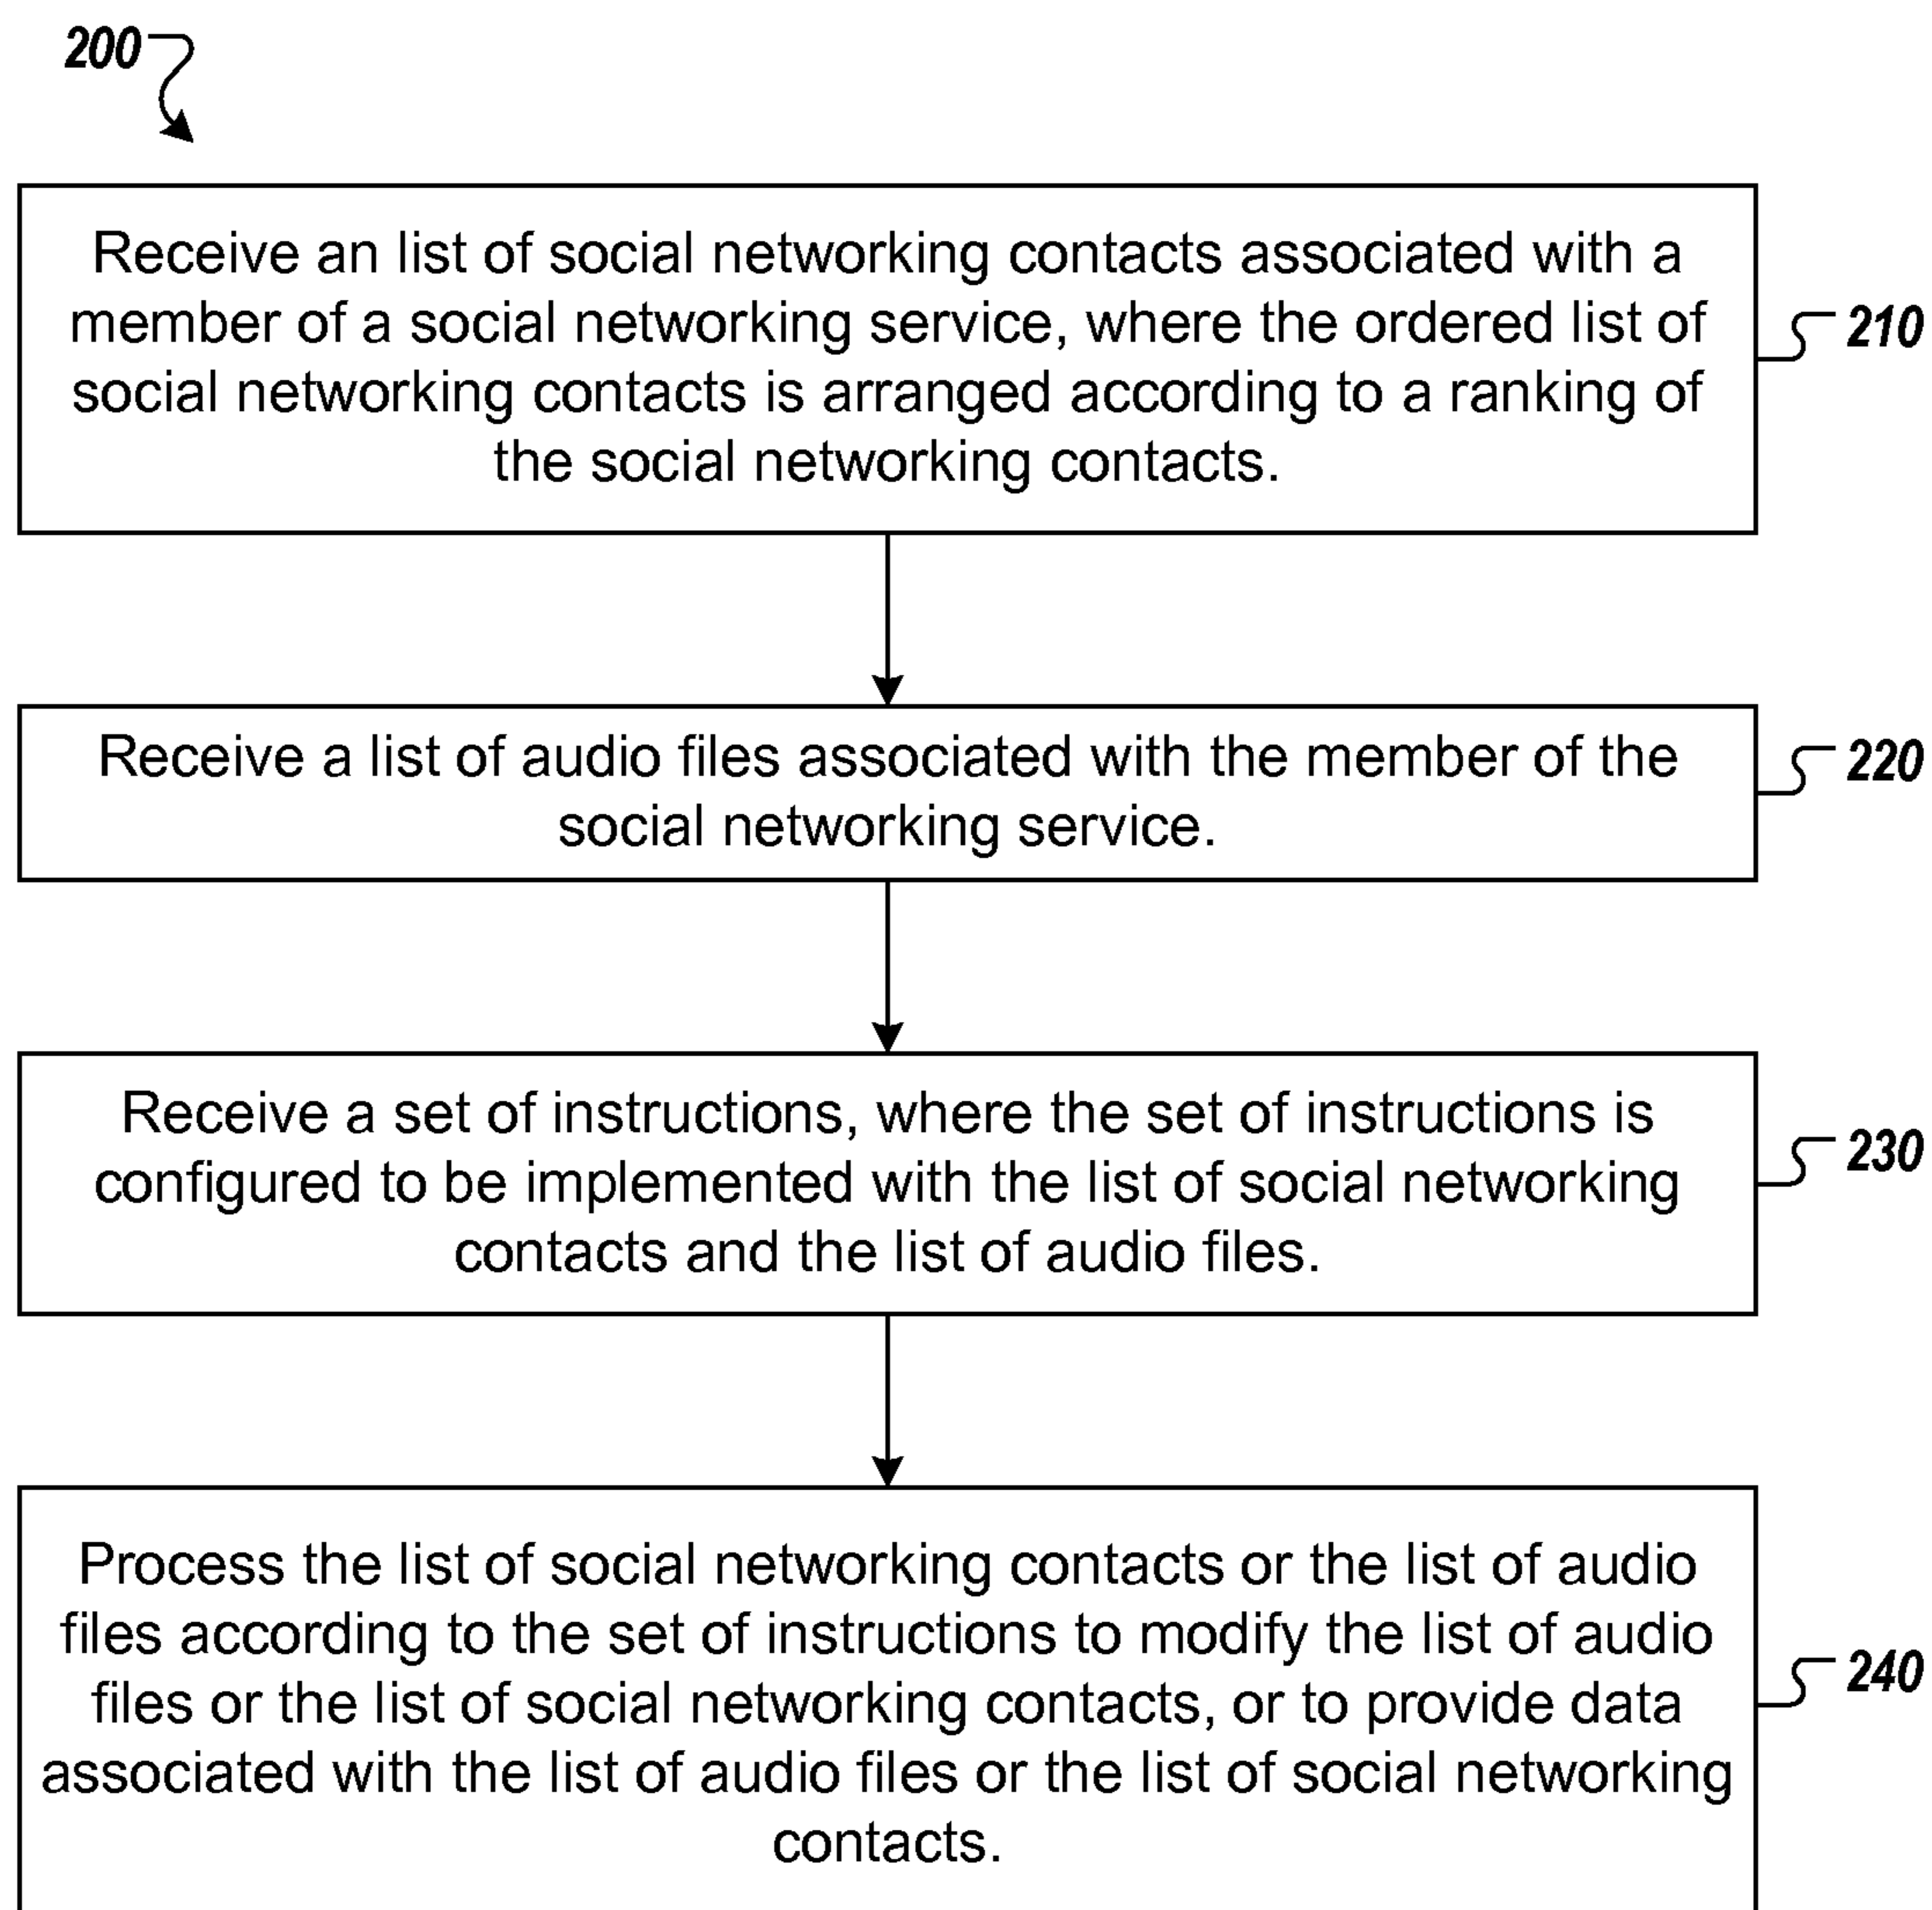 200
Receive an list of social networking contacts associated with a
member of a social networking service, where the ordered list of
social networking contacts is arranged according to a ranking of
the social networking contacts.
210
Receive a list of audio files associated with the member of the
social networking service.
220
Receive a set of instructions, where the set of instructions is
configured to be implemented with the list of social networking
contacts and the list of audio files.
230
Process the list of social networking contacts or the list of audio
files according to the set of instructions to modify the list of audio
files or the list of social networking contacts, or to provide data
associated with the list of audio files or the list of social networking
contacts.
240